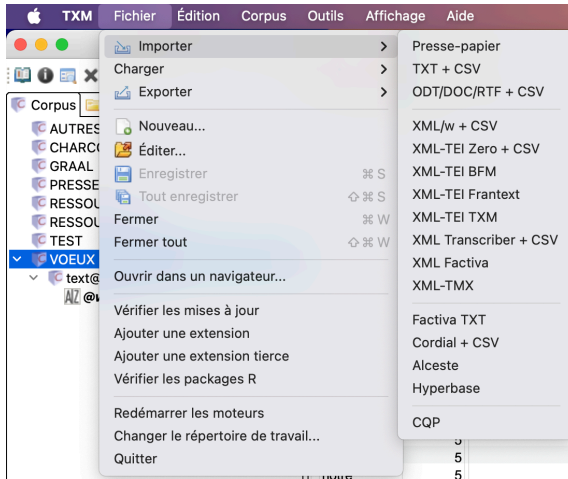 TXM Fichier Édition Corpus Outils Affichage Aide
Importer
Charger
Exporter
Nouveau...
Éditer...
Enregistrer ⌘ S
Tout enregistrer ⇧ ⌘ S
Fermer ⌘ W
Fermer tout ⇧ ⌘ W
Ouvrir dans un navigateur...
Vérifier les mises à jour
Ajouter une extension
Ajouter une extension tierce
Vérifier les packages R
Redémarrer les moteurs
Changer le répertoire de travail...
Quitter
Presse-papier
TXT + CSV
ODT/DOC/RTF + CSV
XML/w + CSV
XML-TEI Zero + CSV
XML-TEI BFM
XML-TEI Frantext
XML-TEI TXM
XML Transcriber + CSV
XML Factiva
XML-TMX
Factiva TXT
Cordial + CSV
Alceste
Hyperbase
CQP
Corpus
AUTRES
CHARCO
GRAAL
PRESSE
RESSOU
RESSOU
TEST
VOEUX
text@
AZ
5
5
5